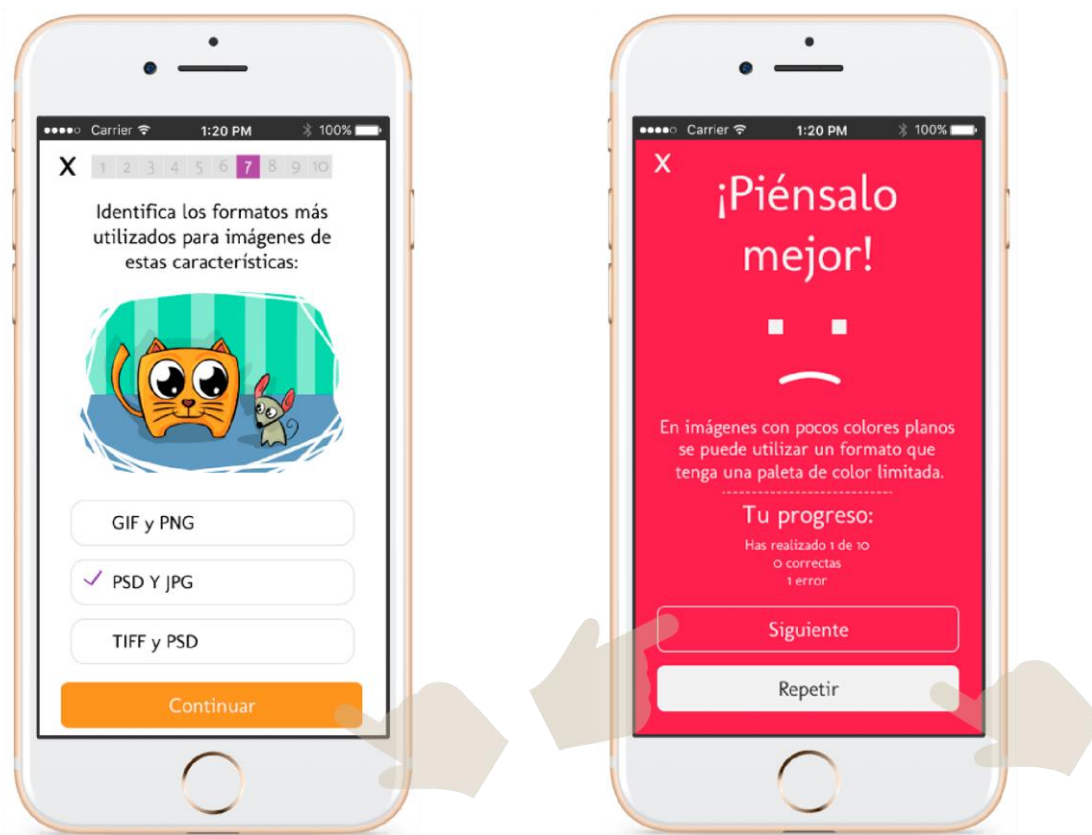 Carrier 1:20 PM 100%
X 1 2 3 4 5 6 7 8 9 10
Identifica los formatos más
utilizados para imágenes de
estas características:
GIF y PNG
PSD Y JPG
TIFF y PSD
Continuar
Carrier 1:20 PM 100%
X
¡Piénsalo
mejor!
En imágenes con pocos colores planos
se puede utilizar un formato que
tenga una paleta de color limitada.
Tu progreso:
Has realizado 1 de 10
0 correctas
1 error
Siguiente
Repetir